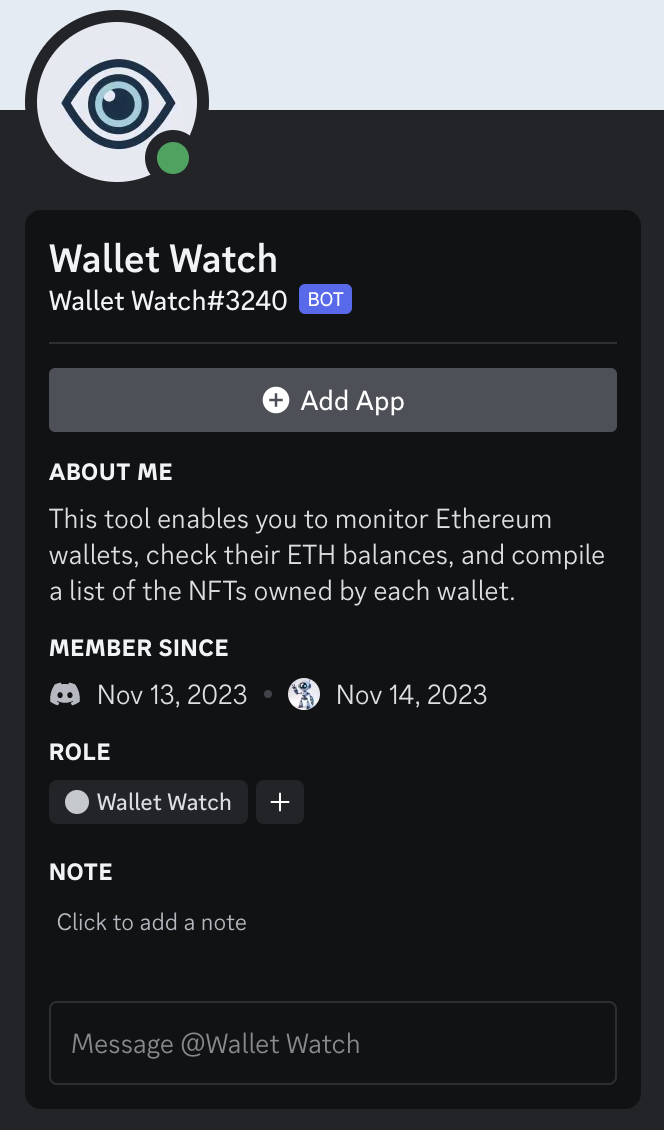 Wallet Watch
Wallet Watch#3240 BOT
Add App
ABOUT ME
This tool enables you to monitor Ethereum
wallets, check their ETH balances, and compile
a list of the NFTs owned by each wallet.
MEMBER SINCE
Nov 13, 2023 • Nov 14, 2023
ROLE
Wallet Watch +
NOTE
Click to add a note
Message @Wallet Watch